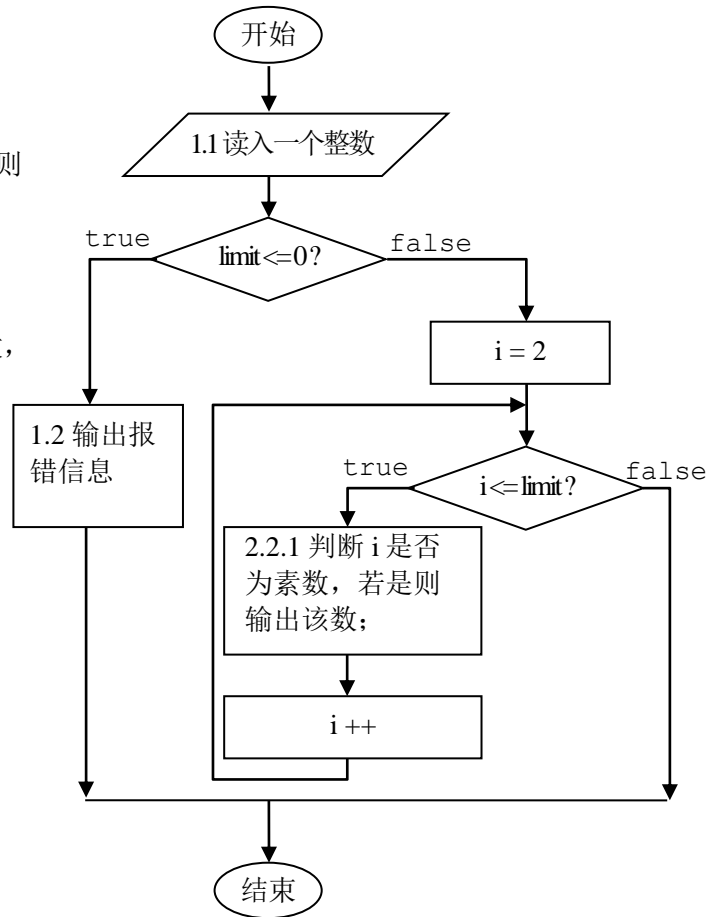 开始
1.1读入一个整数
则
true
limit<=0?
false
i = 2
,
1.2 输出报
错信息
true
i<=limit?
false
2.2.1 判断 i 是否
为素数，若是则
输出该数；
i ++
结束